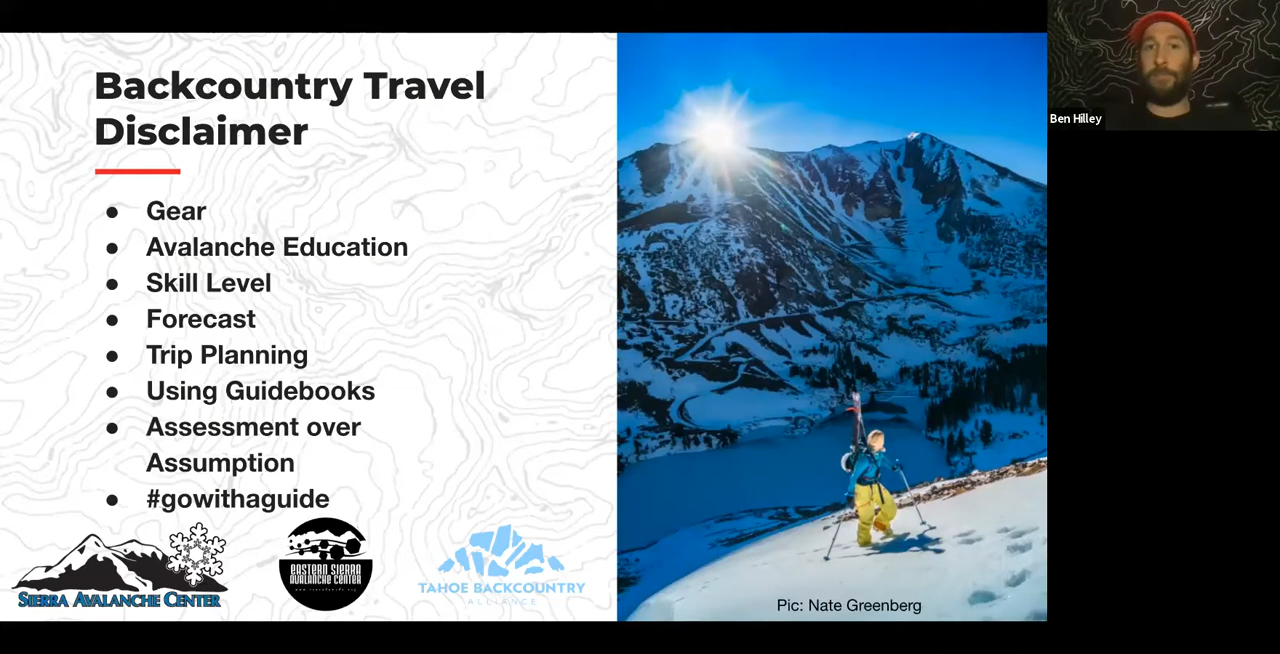 Backcountry Travel
Disclaimer
● Gear
● Avalanche Education
● Skill Level
● Forecast
● Trip Planning
● Using Guidebooks
● Assessment over
Assumption
● #gowithaguide
SIERRA AVALANCHE CENTER
EASTERN SIERRA
AVALANCHE CENTER
TAHOE BACKCOUNTRY
ALLIANCE
Pic: Nate Greenberg
Ben Hilley